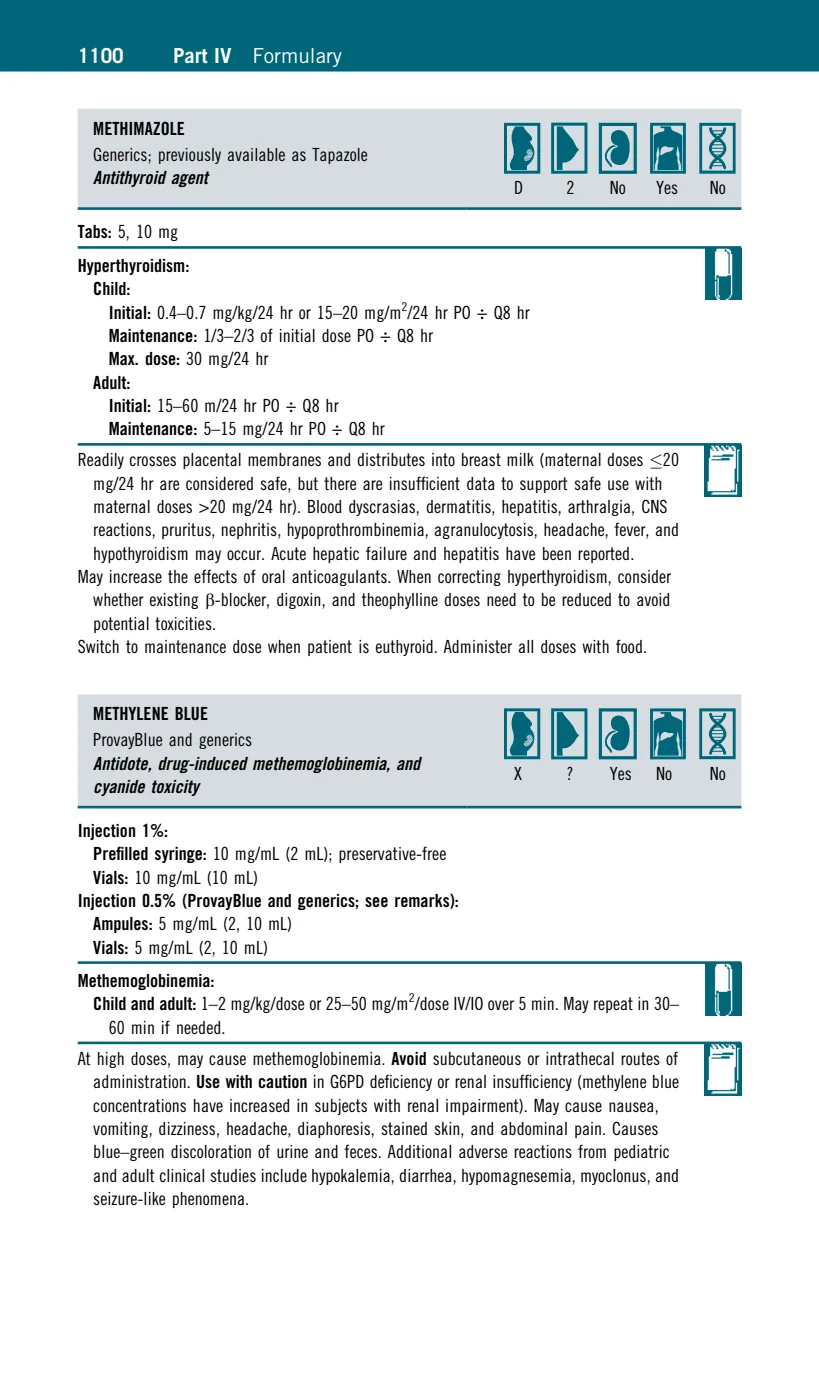 1100 Part IV Formulary
METHIMAZOLE
Generics; previously available as Tapazole
Antithyroid agent
D 2 No Yes No
Tabs: 5, 10 mg
Hyperthyroidism:
Child:
Initial: 0.4–0.7 mg/kg/24 hr or 15–20 mg/m²/24 hr PO ÷ Q8 hr
Maintenance: 1/3–2/3 of initial dose PO ÷ Q8 hr
Max. dose: 30 mg/24 hr
Adult:
Initial: 15–60 m/24 hr PO ÷ Q8 hr
Maintenance: 5–15 mg/24 hr PO ÷ Q8 hr
Readily crosses placental membranes and distributes into breast milk (maternal doses ≤20
mg/24 hr are considered safe, but there are insufficient data to support safe use with
maternal doses >20 mg/24 hr). Blood dyscrasias, dermatitis, hepatitis, arthralgia, CNS
reactions, pruritus, nephritis, hypoprothrombinemia, agranulocytosis, headache, fever, and
hypothyroidism may occur. Acute hepatic failure and hepatitis have been reported.
May increase the effects of oral anticoagulants. When correcting hyperthyroidism, consider
whether existing β-blocker, digoxin, and theophylline doses need to be reduced to avoid
potential toxicities.
Switch to maintenance dose when patient is euthyroid. Administer all doses with food.
METHYLENE BLUE
ProvayBlue and generics
Antidote, drug-induced methemoglobinemia, and
cyanide toxicity
X ? Yes No No
Injection 1%:
Prefilled syringe: 10 mg/mL (2 mL); preservative-free
Vials: 10 mg/mL (10 mL)
Injection 0.5% (ProvayBlue and generics; see remarks):
Ampules: 5 mg/mL (2, 10 mL)
Vials: 5 mg/mL (2, 10 mL)
Methemoglobinemia:
Child and adult: 1–2 mg/kg/dose or 25–50 mg/m²/dose IV/IO over 5 min. May repeat in 30–
60 min if needed.
At high doses, may cause methemoglobinemia. Avoid subcutaneous or intrathecal routes of
administration. Use with caution in G6PD deficiency or renal insufficiency (methylene blue
concentrations have increased in subjects with renal impairment). May cause nausea,
vomiting, dizziness, headache, diaphoresis, stained skin, and abdominal pain. Causes
blue–green discoloration of urine and feces. Additional adverse reactions from pediatric
and adult clinical studies include hypokalemia, diarrhea, hypomagnesemia, myoclonus, and
seizure-like phenomena.